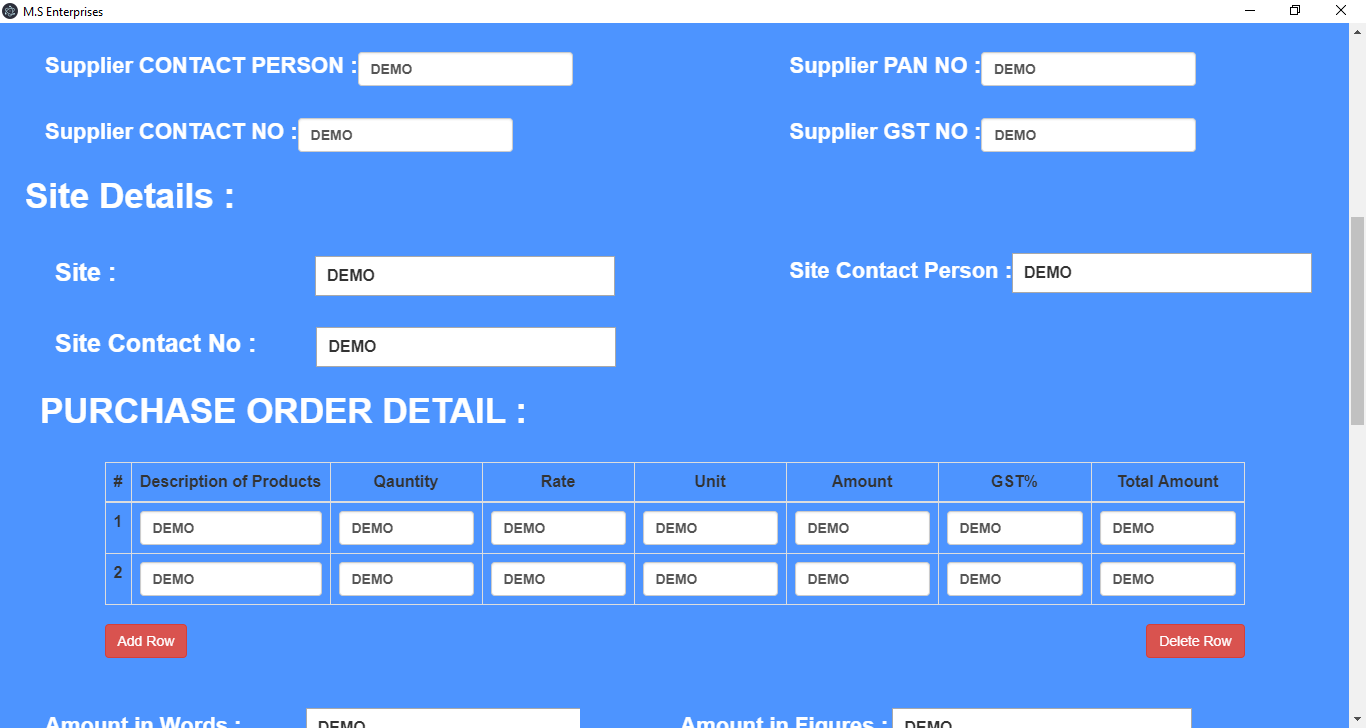 M.S Enterprises
Supplier CONTACT PERSON : DEMO Supplier PAN NO : DEMO
Supplier CONTACT NO : DEMO Supplier GST NO : DEMO
Site Details :
Site : DEMO Site Contact Person : DEMO
Site Contact No : DEMO
PURCHASE ORDER DETAIL :
# Description of Products Qauntity Rate Unit Amount GST% Total Amount
1 DEMO DEMO DEMO DEMO DEMO DEMO DEMO
2 DEMO DEMO DEMO DEMO DEMO DEMO DEMO
Add Row Delete Row
Amount in Words : DEMO Amount in Figures : DEMO